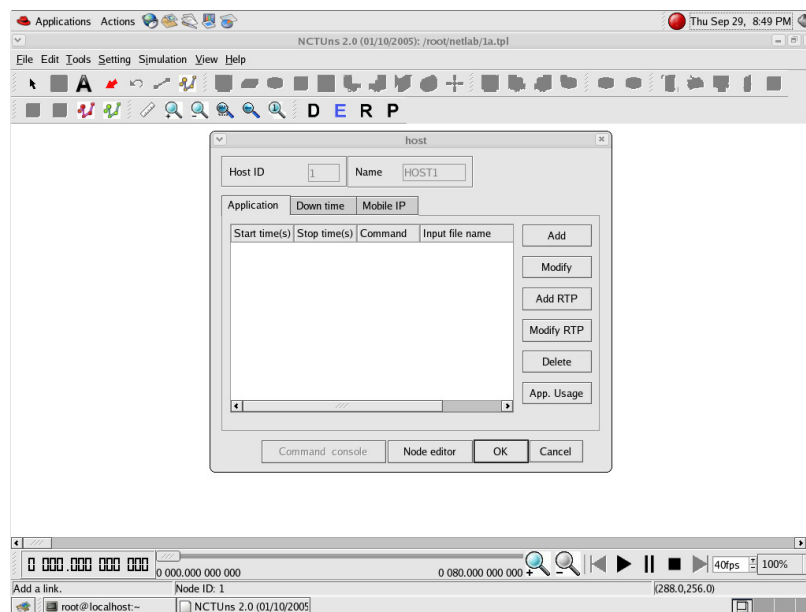 Applications Actions Thu Sep 29, 8:49 PM
NCTUns 2.0 (01/10/2005): /root/netlab/1a.tpl
File Edit Tools Setting Simulation View Help
A
D E R P
host
Host ID 1 Name HOST1
Application Down time Mobile IP
Start time(s) Stop time(s) Command Input file name
Add
Modify
Add RTP
Modify RTP
Delete
App. Usage
Command console Node editor OK Cancel
0 000.000 000 000 0 000.000 000 000 0 080.000 000 000 40fps 100%
Add a link. Node ID: 1 (288.0,256.0)
root@localhost:~ NCTUns 2.0 (01/10/2005